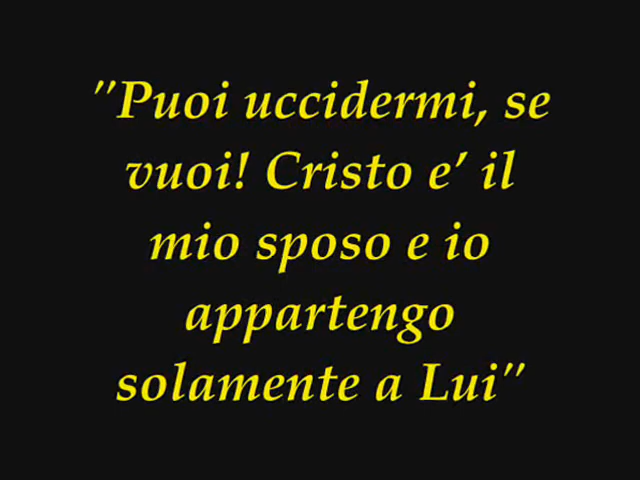 "Puoi uccidermi, se
vuoi! Cristo e’ il
mio sposo e io
appartengo
solamente a Lui"